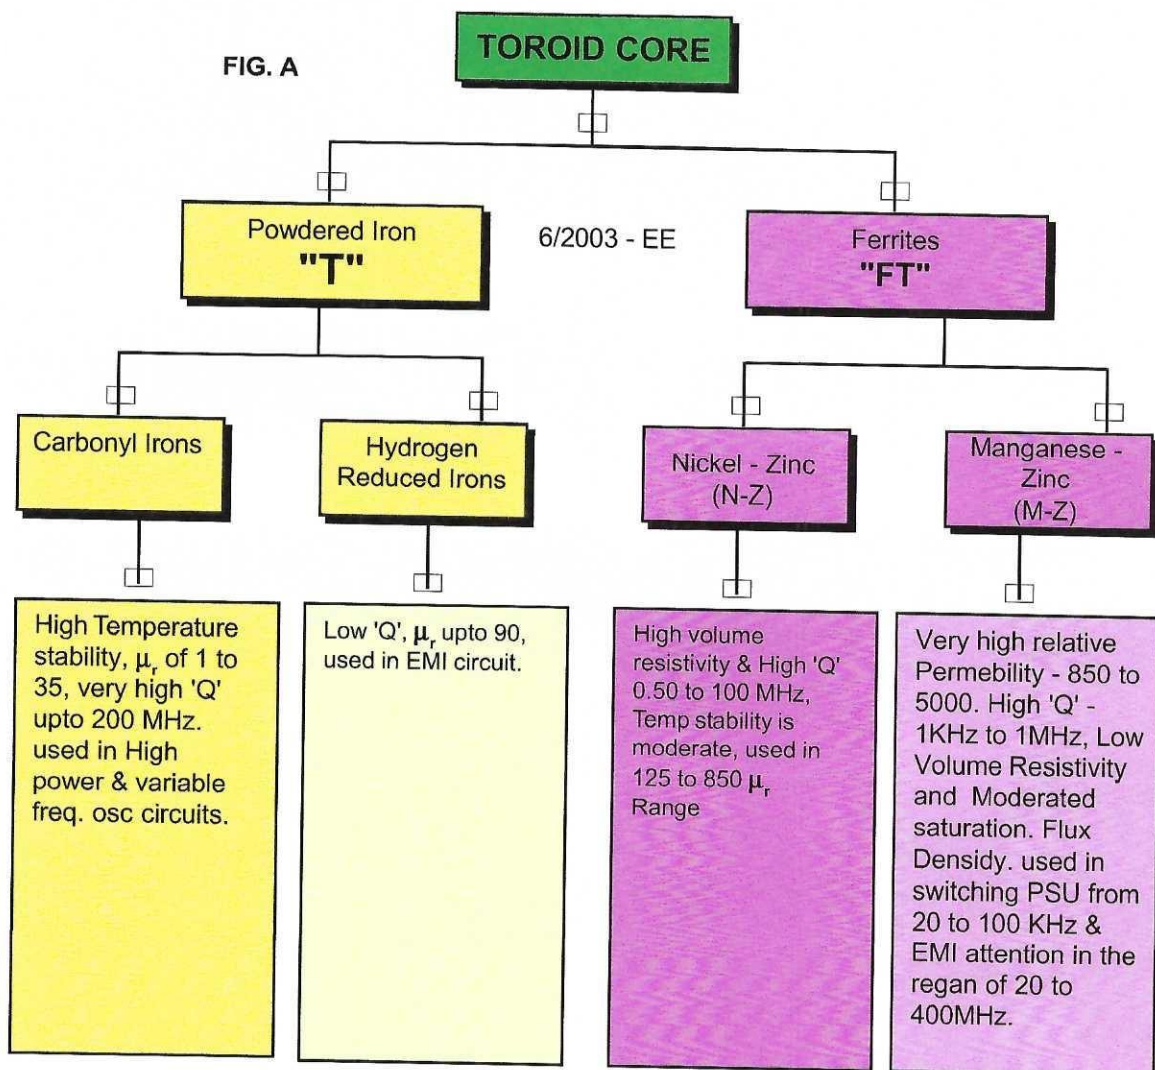 TOROID CORE
FIG. A
Powdered Iron
"T"
6/2003 - EE
Ferrites
"FT"
Carbonyl Irons
Hydrogen
Reduced Irons
Nickel - Zinc
(N-Z)
Manganese -
Zinc
(M-Z)
High Temperature
stability, μr of 1 to
35, very high 'Q'
upto 200 MHz.
used in High
power & variable
freq. osc circuits.
Low 'Q', μr upto 90,
used in EMI circuit.
High volume
resistivity & High 'Q'
0.50 to 100 MHz,
Temp stability is
moderate, used in
125 to 850 μr
Range
Very high relative
Permebility - 850 to
5000. High 'Q' -
1KHz to 1MHz, Low
Volume Resistivity
and Moderated
saturation. Flux
Densidy. used in
switching PSU from
20 to 100 KHz &
EMI attention in the
regan of 20 to
400MHz.